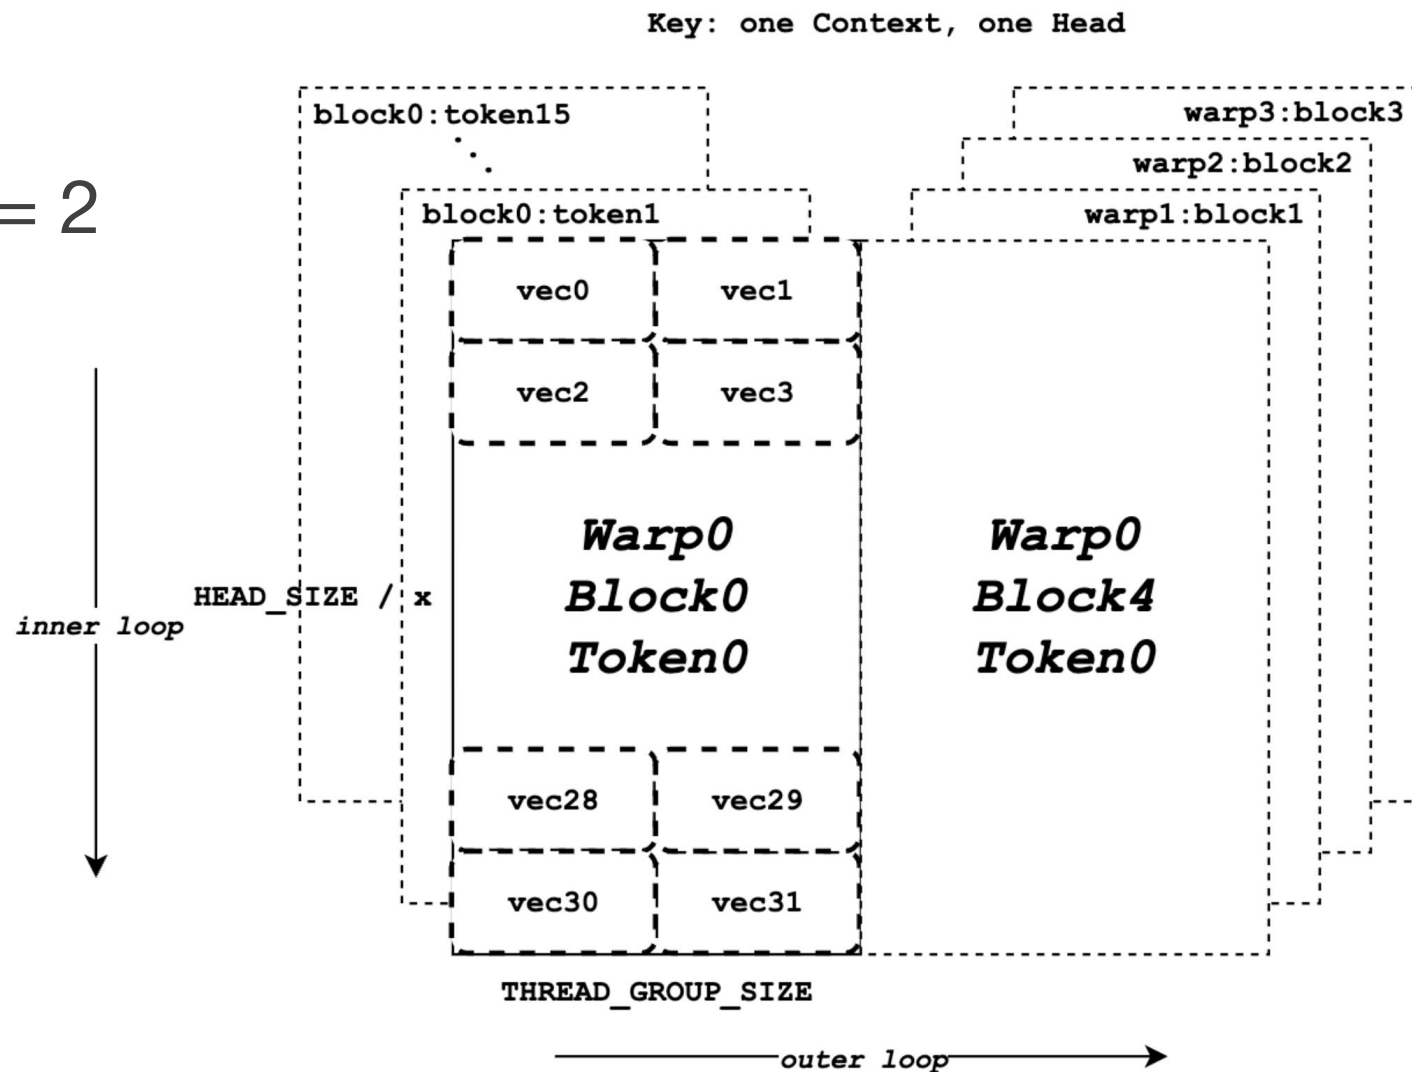 Key: one Context, one Head
block0:token15
warp3:block3
warp2:block2
= 2
block0:token1
warp1:block1
vec0
vec1
vec2
vec3
Warp0
Block0
Token0
Warp0
Block4
Token0
HEAD_SIZE / x
inner loop
vec28
vec29
vec30
vec31
THREAD_GROUP_SIZE
outer loop